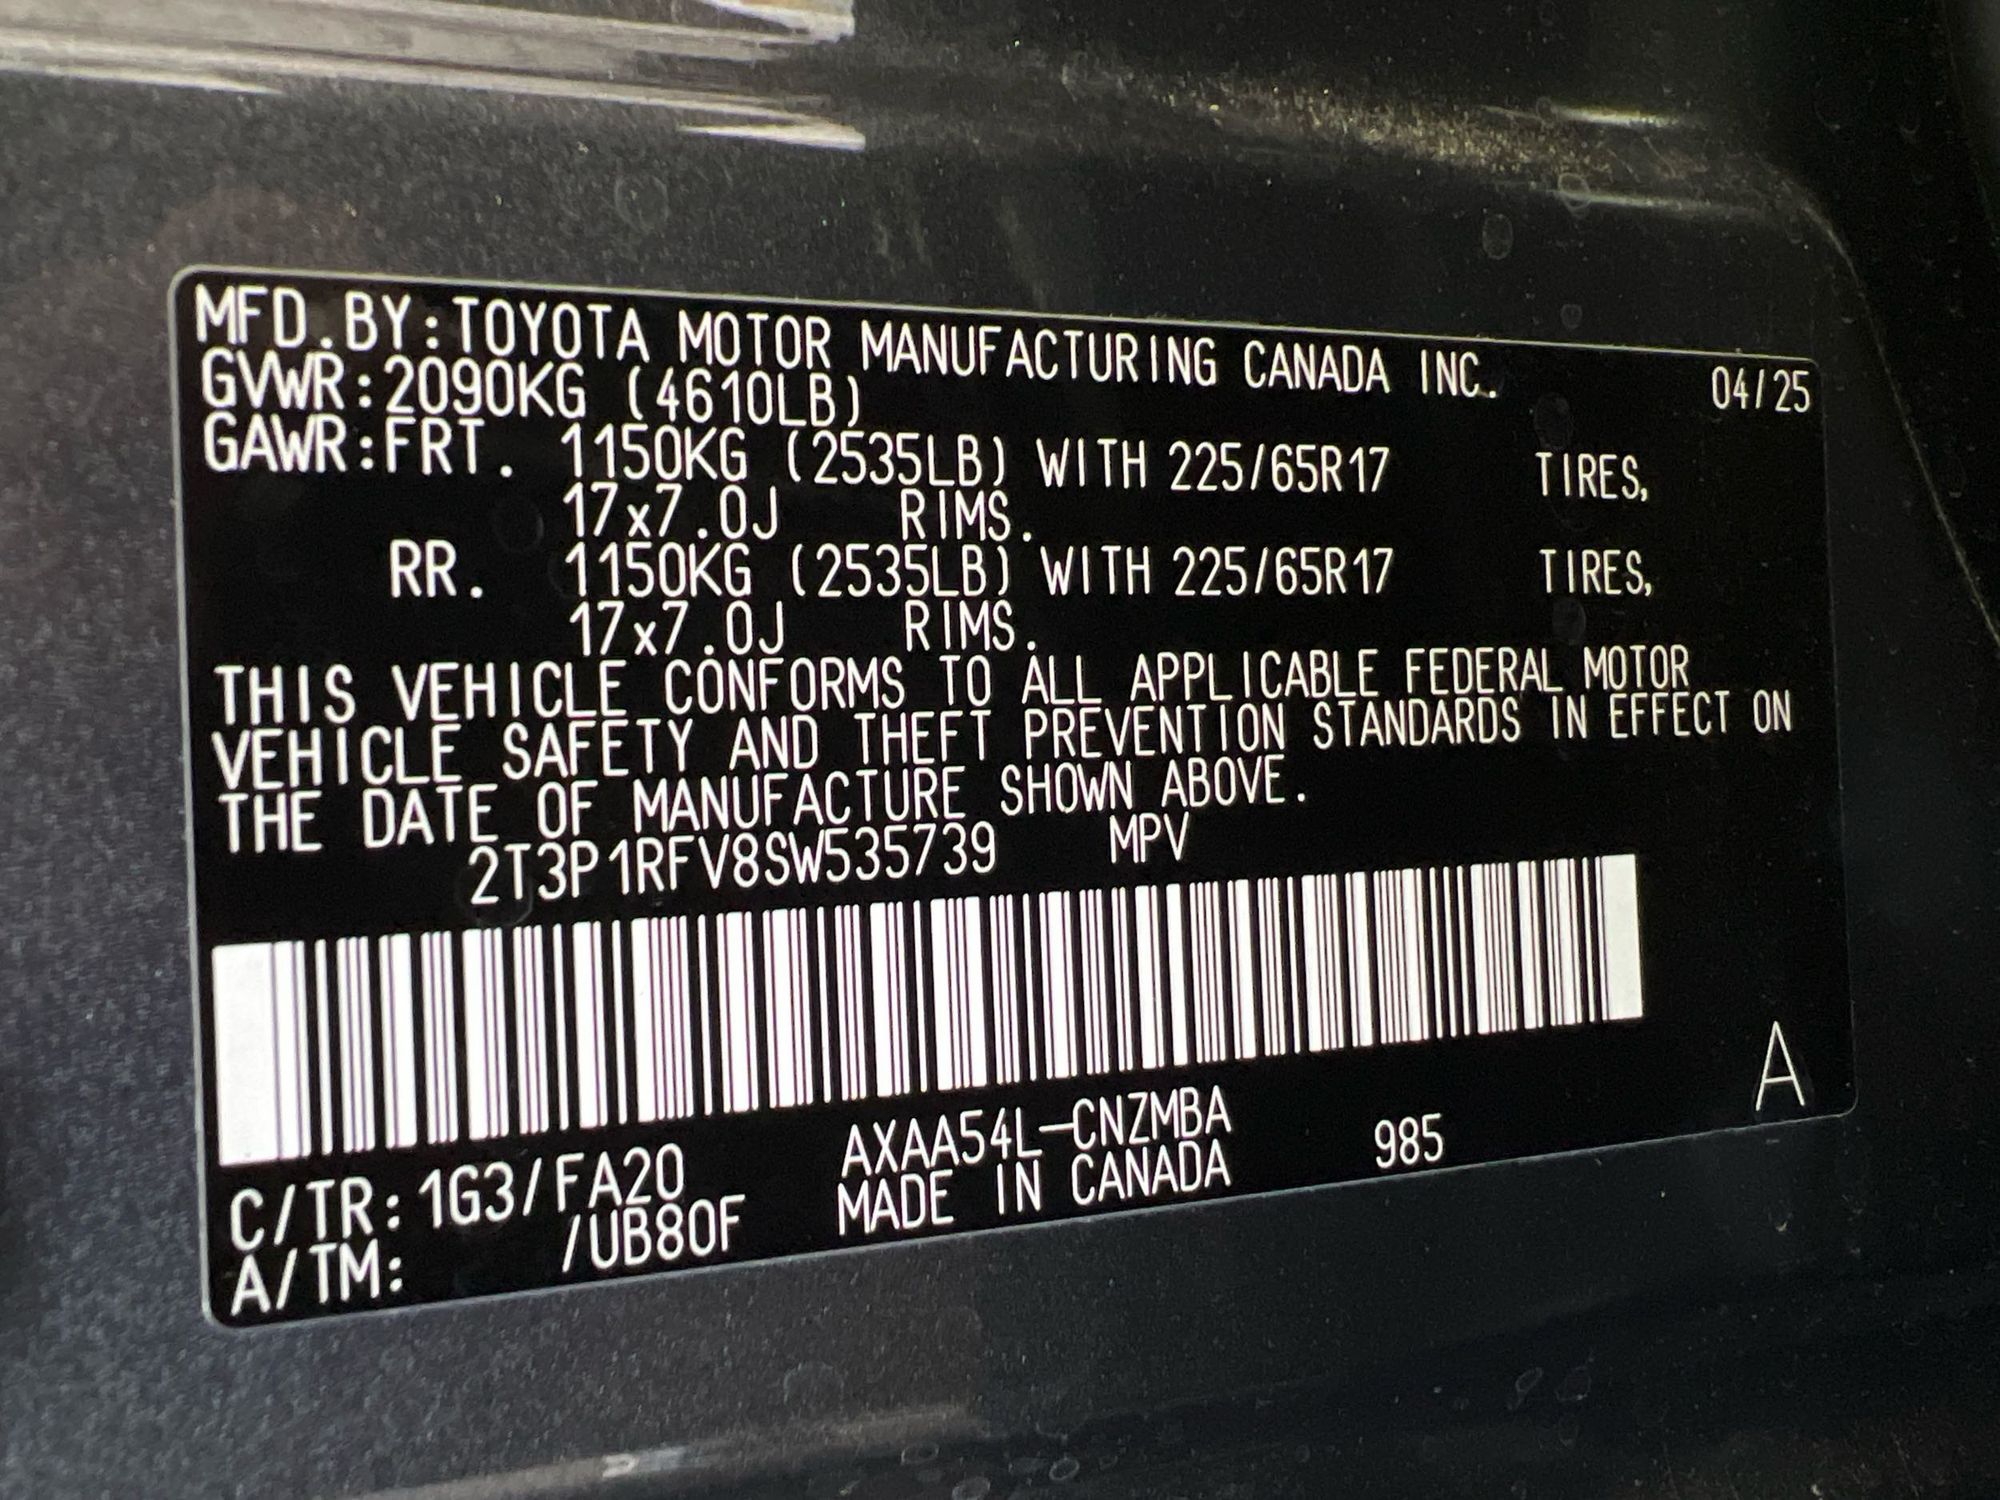 MFD.BY:TOYOTA MOTOR MANUFACTURING CANADA INC. 04/25
GVWR:2090KG (4610LB)
GAWR:FRT. 1150KG (2535LB) WITH 225/65R17 TIRES,
17x7.0J RIMS.
RR. 1150KG (2535LB) WITH 225/65R17 TIRES,
17x7.0J RIMS.
THIS VEHICLE CONFORMS TO ALL APPLICABLE FEDERAL MOTOR
VEHICLE SAFETY AND THEFT PREVENTION STANDARDS IN EFFECT ON
THE DATE OF MANUFACTURE SHOWN ABOVE.
2T3P1RFV8SW535739 MPV
A
C/TR:1G3/FA20 AXAA54L-CNZMBA 985
A/TM: /UB80F MADE IN CANADA